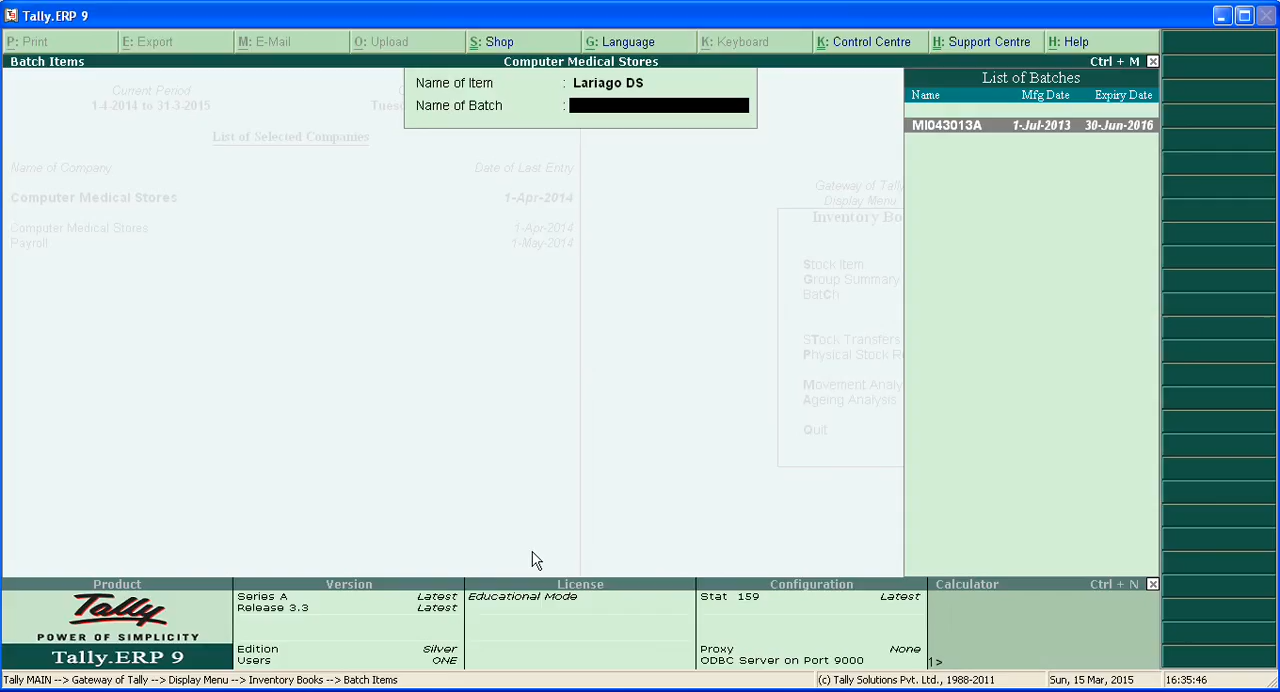 Tally.ERP 9
P: Print E: Export M: E-Mail O: Upload S: Shop G: Language K: Keyboard K: Control Centre H: Support Centre H: Help
Batch Items Computer Medical Stores Ctrl + M
Name of Item : Lariago DS
Name of Batch :
List of Batches
Name Mfg Date Expiry Date
MI043013A 1-Jul-2013 30-Jun-2016
Current Period
1-4-2014 to 31-3-2015 Tues
List of Selected Companies
Name of Company Date of Last Entry
Computer Medical Stores 1-Apr-2014
Computer Medical Stores 1-Apr-2014
Payroll 1-May-2014
Gateway of Tally
Display Menu
Inventory Bo
Stock Item
Group Summary
BatCh
STock Transfers
Physical Stock R
Movement Analy
Ageing Analysis
Quit
Product Version License Configuration Calculator Ctrl + N
Tally
POWER OF SIMPLICITY
Tally.ERP 9
Series A Latest
Release 3.3 Latest
Edition Silver
Users ONE
Educational Mode
Stat 159 Latest
Proxy None
ODBC Server on Port 9000
1>
Tally MAIN --> Gateway of Tally --> Display Menu --> Inventory Books --> Batch Items (c) Tally Solutions Pvt. Ltd., 1988-2011 Sun, 15 Mar, 2015 16:35:46